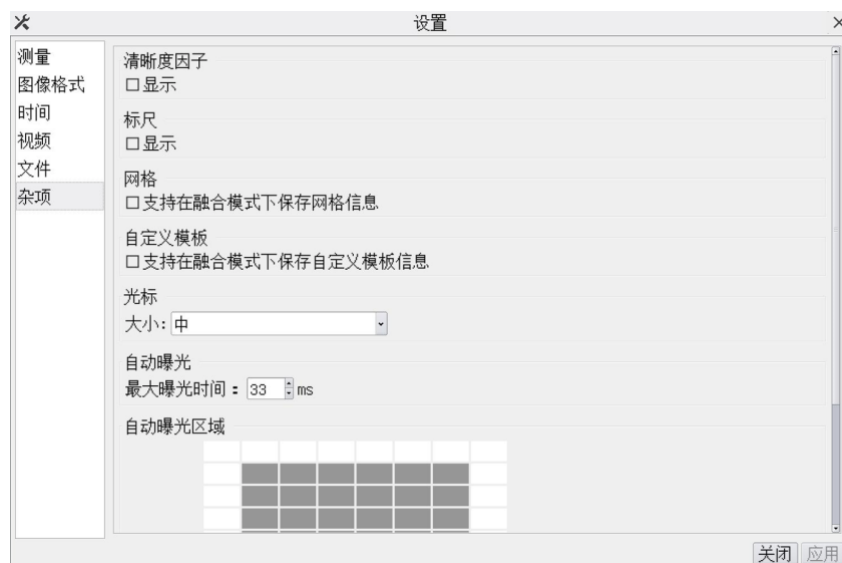 设置
测量
图像格式
时间
视频
文件
杂项
清晰度因子
显示
标尺
显示
网格
支持在融合模式下保存网格信息
自定义模板
支持在融合模式下保存自定义模板信息
光标
大小: 中
自动曝光
最大曝光时间: 33 ms
自动曝光区域
关闭 应用